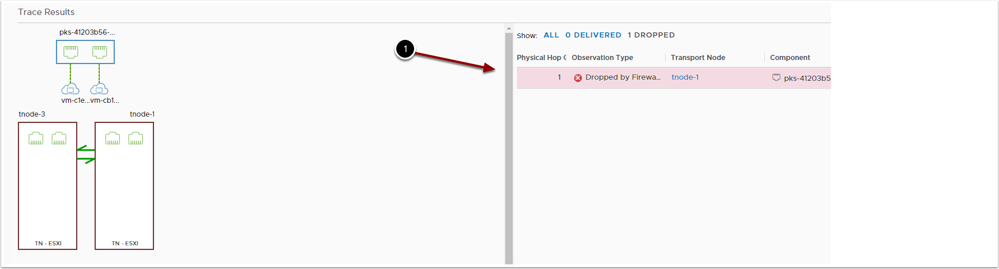 Trace Results
pks-41203b56-...
vm-c1e...vm-cb1...
tnode-3
tnode-1
TN - ESXI
TN - ESXI
1
Show: ALL 0 DELIVERED 1 DROPPED
Physical Hop C Observation Type Transport Node Component
1 Dropped by Firewa... tnode-1 pks-41203b5